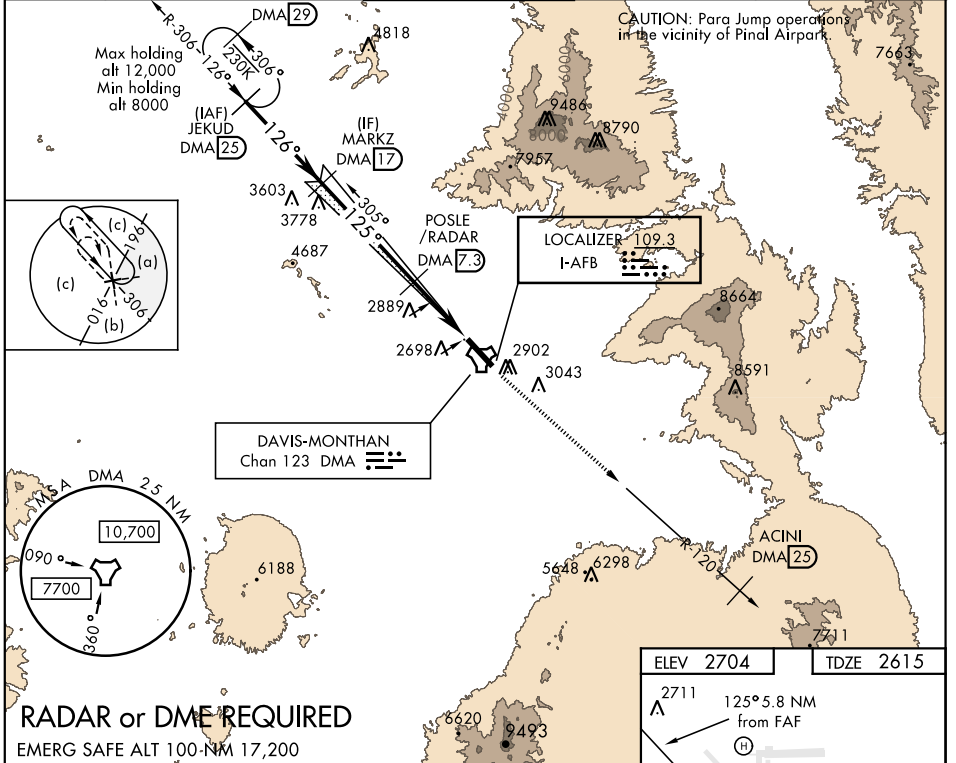 DMA 29
CAUTION: Para Jump operations
in the vicinity of Pinal Airpark.
R-306
126°
306°
230K
4818
7663
Max holding
alt 12,000
Min holding
alt 8000
6000
6000
9486
8000
8790
7957
(IAF)
JEKUD
DMA 25
126°
(IF)
MARKZ
DMA 17
3603
3778
305°
125°
4687
POSLE
/RADAR
DMA 7.3
LOCALIZER 109.3
I-AFB
(c)
196
(a)
(c)
016
306
(b)
2889
2698
2902
3043
8664
8591
DAVIS-MONTHAN
Chan 123 DMA
MSA DMA 25 NM
10,700
090°
7700
360°
6188
R-120
ACINI
DMA 25
5648
6298
7711
ELEV 2704
TDZE 2615
2711
125° 5.8 NM
from FAF
H
RADAR or DME REQUIRED
EMERG SAFE ALT 100 NM 17,200
6620
9493